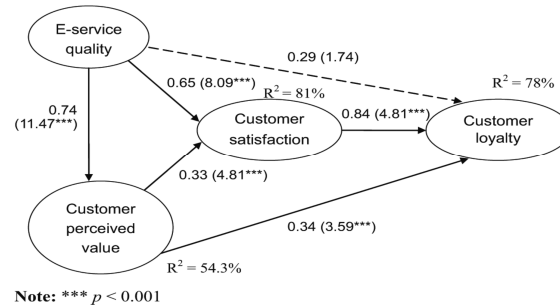 E-service
quality
0.29 (1.74)
R² = 78%
0.65 (8.09***)
R² = 81%
0.74
(11.47***)
Customer
satisfaction
0.84 (4.81***)
Customer
loyalty
0.33 (4.81***)
Customer
perceived
value
0.34 (3.59***)
R² = 54.3%
Note: *** p < 0.001